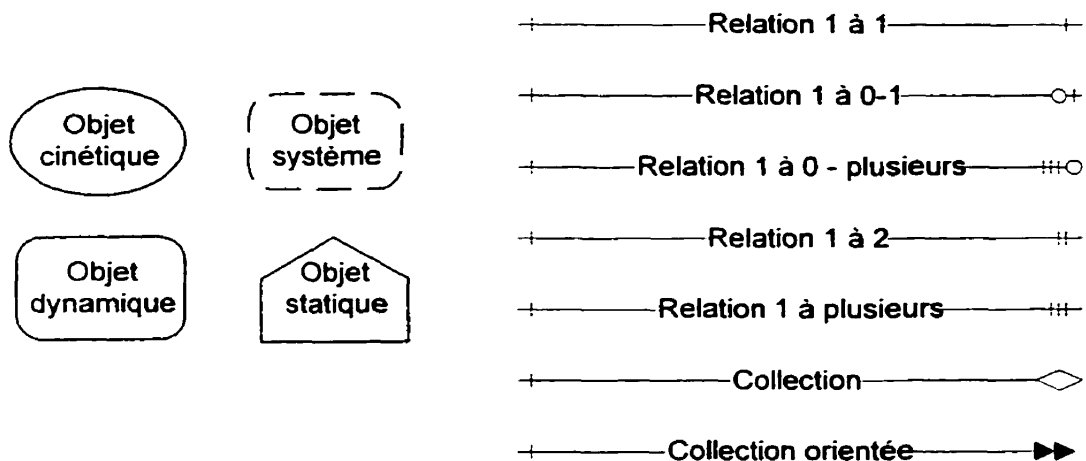 Objet
cinétique
Objet
système
Objet
dynamique
Objet
statique
Relation 1 à 1
Relation 1 à 0-1
Relation 1 à 0 - plusieurs
Relation 1 à 2
Relation 1 à plusieurs
Collection
Collection orientée